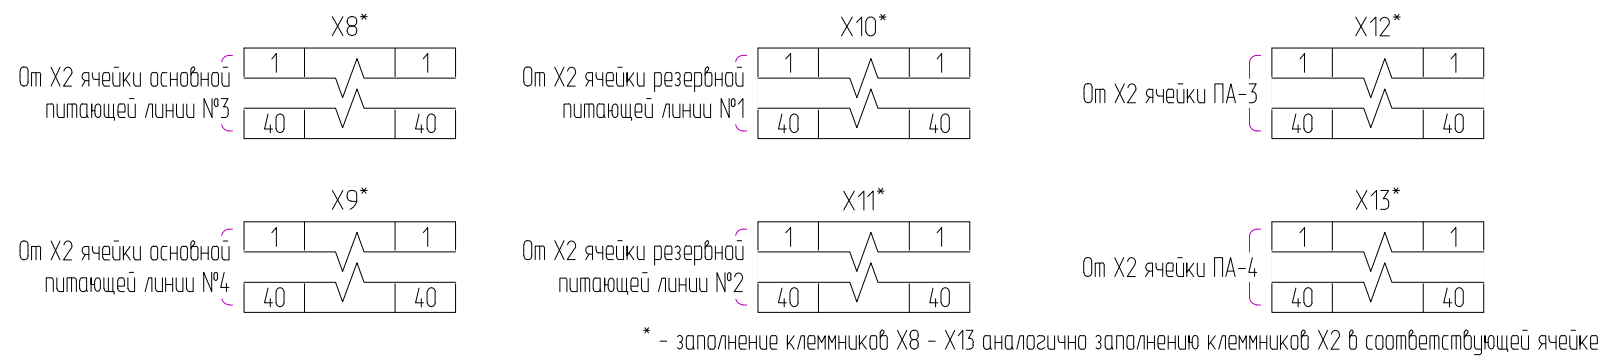 X8*
От X2 ячейки основной
питающей линии №3
1 1
40 40
X10*
От X2 ячейки резервной
питающей линии №1
1 1
40 40
X12*
От X2 ячейки ПА-3
1 1
40 40
X9*
От X2 ячейки основной
питающей линии №4
1 1
40 40
X11*
От X2 ячейки резервной
питающей линии №2
1 1
40 40
X13*
От X2 ячейки ПА-4
1 1
40 40
* - заполнение клеммников X8 - X13 аналогично заполнению клеммников X2 в соответствующей ячейке